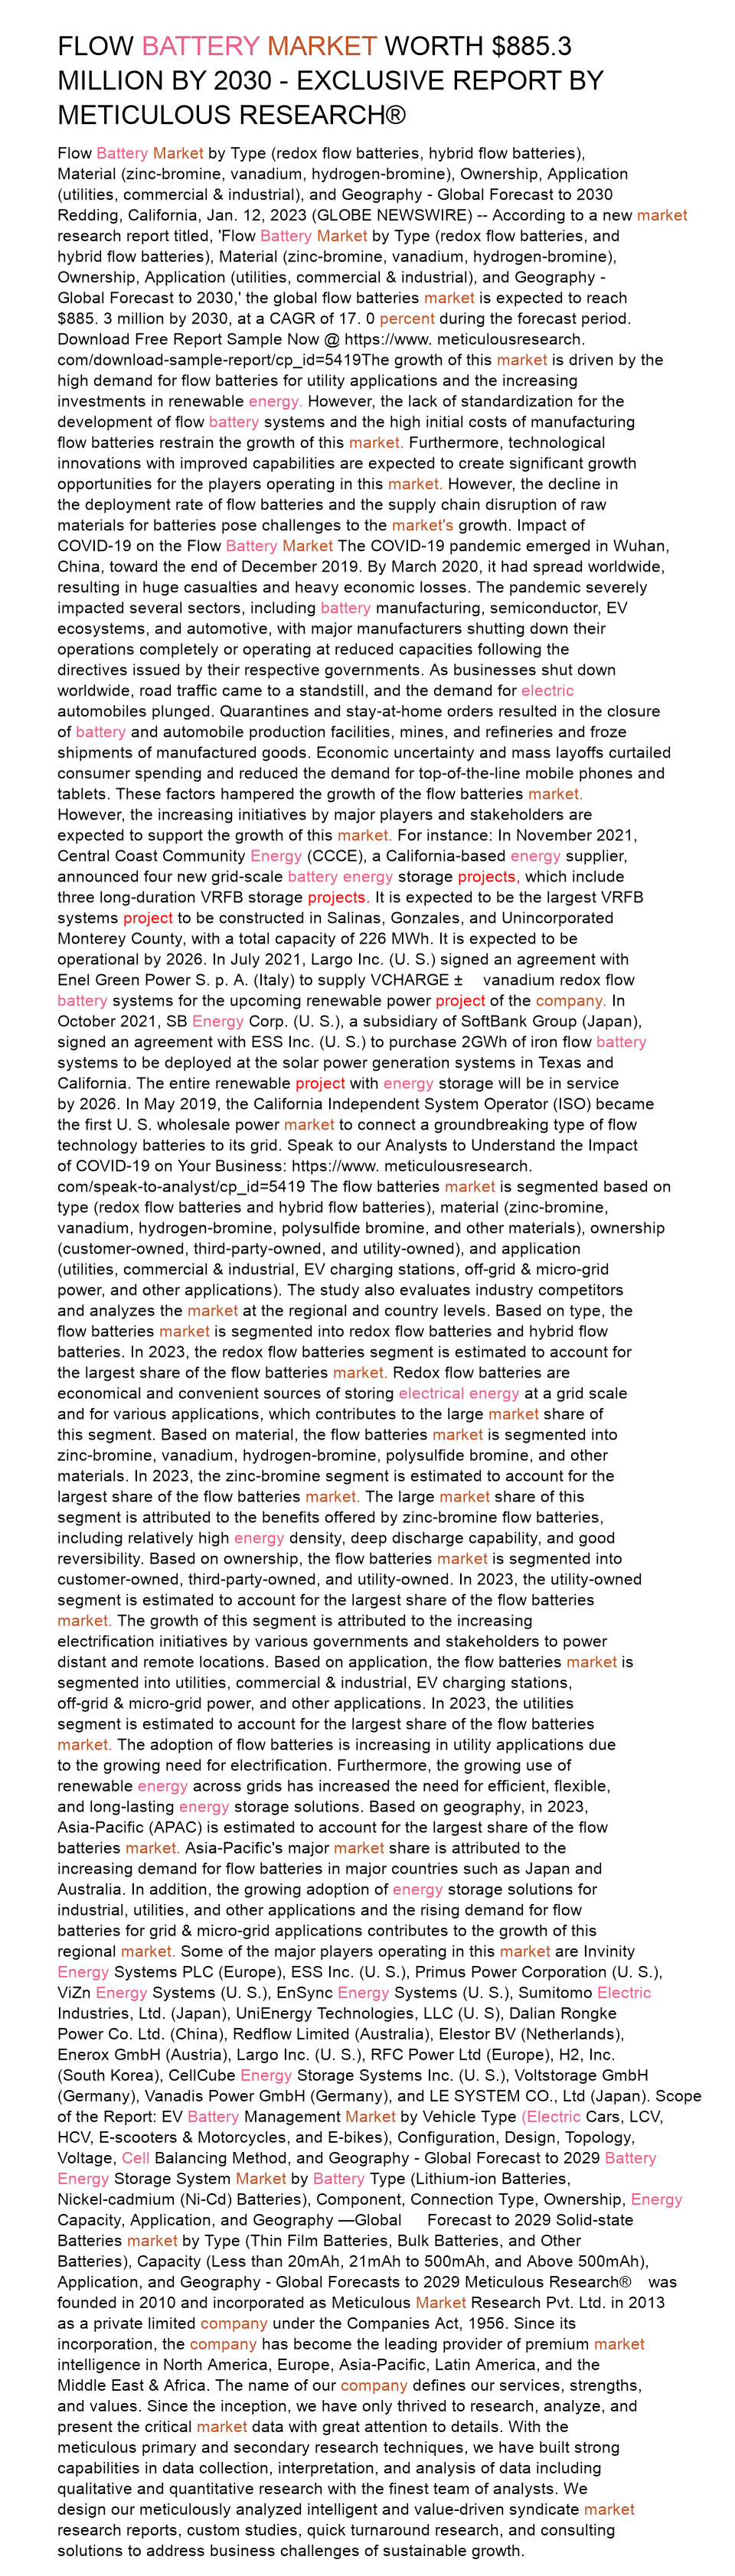 FLOW BATTERY MARKET WORTH $885.3
MILLION BY 2030 - EXCLUSIVE REPORT BY
METICULOUS RESEARCH®
Flow Battery Market by Type (redox flow batteries, hybrid flow batteries),
Material (zinc-bromine, vanadium, hydrogen-bromine), Ownership, Application
(utilities, commercial & industrial), and Geography - Global Forecast to 2030
Redding, California, Jan. 12, 2023 (GLOBE NEWSWIRE) -- According to a new market
research report titled, 'Flow Battery Market by Type (redox flow batteries, and
hybrid flow batteries), Material (zinc-bromine, vanadium, hydrogen-bromine),
Ownership, Application (utilities, commercial & industrial), and Geography -
Global Forecast to 2030,' the global flow batteries market is expected to reach
$885. 3 million by 2030, at a CAGR of 17. 0 percent during the forecast period.
Download Free Report Sample Now @ https://www. meticulousresearch.
com/download-sample-report/cp_id=5419The growth of this market is driven by the
high demand for flow batteries for utility applications and the increasing
investments in renewable energy. However, the lack of standardization for the
development of flow battery systems and the high initial costs of manufacturing
flow batteries restrain the growth of this market. Furthermore, technological
innovations with improved capabilities are expected to create significant growth
opportunities for the players operating in this market. However, the decline in
the deployment rate of flow batteries and the supply chain disruption of raw
materials for batteries pose challenges to the market's growth. Impact of
COVID-19 on the Flow Battery Market The COVID-19 pandemic emerged in Wuhan,
China, toward the end of December 2019. By March 2020, it had spread worldwide,
resulting in huge casualties and heavy economic losses. The pandemic severely
impacted several sectors, including battery manufacturing, semiconductor, EV
ecosystems, and automotive, with major manufacturers shutting down their
operations completely or operating at reduced capacities following the
directives issued by their respective governments. As businesses shut down
worldwide, road traffic came to a standstill, and the demand for electric
automobiles plunged. Quarantines and stay-at-home orders resulted in the closure
of battery and automobile production facilities, mines, and refineries and froze
shipments of manufactured goods. Economic uncertainty and mass layoffs curtailed
consumer spending and reduced the demand for top-of-the-line mobile phones and
tablets. These factors hampered the growth of the flow batteries market.
However, the increasing initiatives by major players and stakeholders are
expected to support the growth of this market. For instance: In November 2021,
Central Coast Community Energy (CCCE), a California-based energy supplier,
announced four new grid-scale battery energy storage projects, which include
three long-duration VRFB storage projects. It is expected to be the largest VRFB
systems project to be constructed in Salinas, Gonzales, and Unincorporated
Monterey County, with a total capacity of 226 MWh. It is expected to be
operational by 2026. In July 2021, Largo Inc. (U. S.) signed an agreement with
Enel Green Power S. p. A. (Italy) to supply VCHARGE ± vanadium redox flow
battery systems for the upcoming renewable power project of the company. In
October 2021, SB Energy Corp. (U. S.), a subsidiary of SoftBank Group (Japan),
signed an agreement with ESS Inc. (U. S.) to purchase 2GWh of iron flow battery
systems to be deployed at the solar power generation systems in Texas and
California. The entire renewable project with energy storage will be in service
by 2026. In May 2019, the California Independent System Operator (ISO) became
the first U. S. wholesale power market to connect a groundbreaking type of flow
technology batteries to its grid. Speak to our Analysts to Understand the Impact
of COVID-19 on Your Business: https://www. meticulousresearch.
com/speak-to-analyst/cp_id=5419 The flow batteries market is segmented based on
type (redox flow batteries and hybrid flow batteries), material (zinc-bromine,
vanadium, hydrogen-bromine, polysulfide bromine, and other materials), ownership
(customer-owned, third-party-owned, and utility-owned), and application
(utilities, commercial & industrial, EV charging stations, off-grid & micro-grid
power, and other applications). The study also evaluates industry competitors
and analyzes the market at the regional and country levels. Based on type, the
flow batteries market is segmented into redox flow batteries and hybrid flow
batteries. In 2023, the redox flow batteries segment is estimated to account for
the largest share of the flow batteries market. Redox flow batteries are
economical and convenient sources of storing electrical energy at a grid scale
and for various applications, which contributes to the large market share of
this segment. Based on material, the flow batteries market is segmented into
zinc-bromine, vanadium, hydrogen-bromine, polysulfide bromine, and other
materials. In 2023, the zinc-bromine segment is estimated to account for the
largest share of the flow batteries market. The large market share of this
segment is attributed to the benefits offered by zinc-bromine flow batteries,
including relatively high energy density, deep discharge capability, and good
reversibility. Based on ownership, the flow batteries market is segmented into
customer-owned, third-party-owned, and utility-owned. In 2023, the utility-owned
segment is estimated to account for the largest share of the flow batteries
market. The growth of this segment is attributed to the increasing
electrification initiatives by various governments and stakeholders to power
distant and remote locations. Based on application, the flow batteries market is
segmented into utilities, commercial & industrial, EV charging stations,
off-grid & micro-grid power, and other applications. In 2023, the utilities
segment is estimated to account for the largest share of the flow batteries
market. The adoption of flow batteries is increasing in utility applications due
to the growing need for electrification. Furthermore, the growing use of
renewable energy across grids has increased the need for efficient, flexible,
and long-lasting energy storage solutions. Based on geography, in 2023,
Asia-Pacific (APAC) is estimated to account for the largest share of the flow
batteries market. Asia-Pacific's major market share is attributed to the
increasing demand for flow batteries in major countries such as Japan and
Australia. In addition, the growing adoption of energy storage solutions for
industrial, utilities, and other applications and the rising demand for flow
batteries for grid & micro-grid applications contributes to the growth of this
regional market. Some of the major players operating in this market are Invinity
Energy Systems PLC (Europe), ESS Inc. (U. S.), Primus Power Corporation (U. S.),
ViZn Energy Systems (U. S.), EnSync Energy Systems (U. S.), Sumitomo Electric
Industries, Ltd. (Japan), UniEnergy Technologies, LLC (U. S), Dalian Rongke
Power Co. Ltd. (China), Redflow Limited (Australia), Elestor BV (Netherlands),
Enerox GmbH (Austria), Largo Inc. (U. S.), RFC Power Ltd (Europe), H2, Inc.
(South Korea), CellCube Energy Storage Systems Inc. (U. S.), Voltstorage GmbH
(Germany), Vanadis Power GmbH (Germany), and LE SYSTEM CO., Ltd (Japan). Scope
of the Report: EV Battery Management Market by Vehicle Type (Electric Cars, LCV,
HCV, E-scooters & Motorcycles, and E-bikes), Configuration, Design, Topology,
Voltage, Cell Balancing Method, and Geography - Global Forecast to 2029 Battery
Energy Storage System Market by Battery Type (Lithium-ion Batteries,
Nickel-cadmium (Ni-Cd) Batteries), Component, Connection Type, Ownership, Energy
Capacity, Application, and Geography —Global Forecast to 2029 Solid-state
Batteries market by Type (Thin Film Batteries, Bulk Batteries, and Other
Batteries), Capacity (Less than 20mAh, 21mAh to 500mAh, and Above 500mAh),
Application, and Geography - Global Forecasts to 2029 Meticulous Research® was
founded in 2010 and incorporated as Meticulous Market Research Pvt. Ltd. in 2013
as a private limited company under the Companies Act, 1956. Since its
incorporation, the company has become the leading provider of premium market
intelligence in North America, Europe, Asia-Pacific, Latin America, and the
Middle East & Africa. The name of our company defines our services, strengths,
and values. Since the inception, we have only thrived to research, analyze, and
present the critical market data with great attention to details. With the
meticulous primary and secondary research techniques, we have built strong
capabilities in data collection, interpretation, and analysis of data including
qualitative and quantitative research with the finest team of analysts. We
design our meticulously analyzed intelligent and value-driven syndicate market
research reports, custom studies, quick turnaround research, and consulting
solutions to address business challenges of sustainable growth.